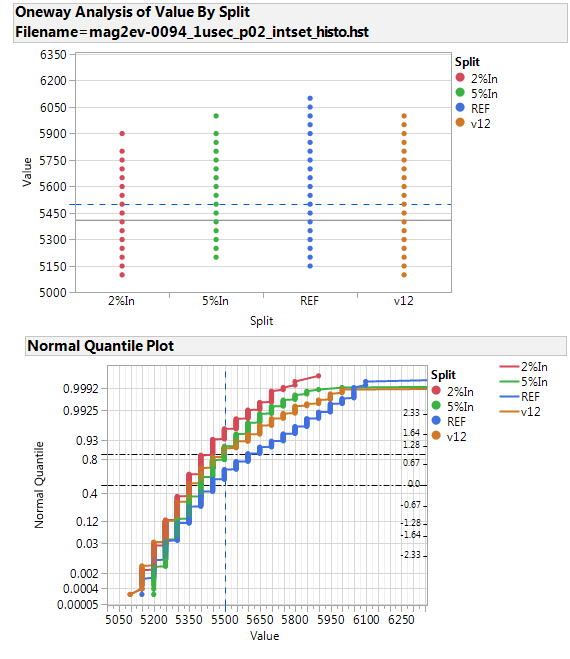 Oneway Analysis of Value By Split
Filename=mag2ev-0094_1usec_p02_intset_histo.hst
6350
6200
6050
5900
5750
5600
5450
5300
5150
5000
Value
2%In
5%In
REF
v12
Split
Split
2%In
5%In
REF
v12
Normal Quantile Plot
0.9992
0.9925
0.93
0.8
0.4
0.12
0.03
0.002
0.0004
0.00005
Normal Quantile
2.33
1.64
1.28
0.67
0.0
-0.67
-1.28
-1.64
-2.33
5050 5200 5350 5500 5650 5800 5950 6100 6250
Value
Split
2%In
5%In
REF
v12
2%In
5%In
REF
v12